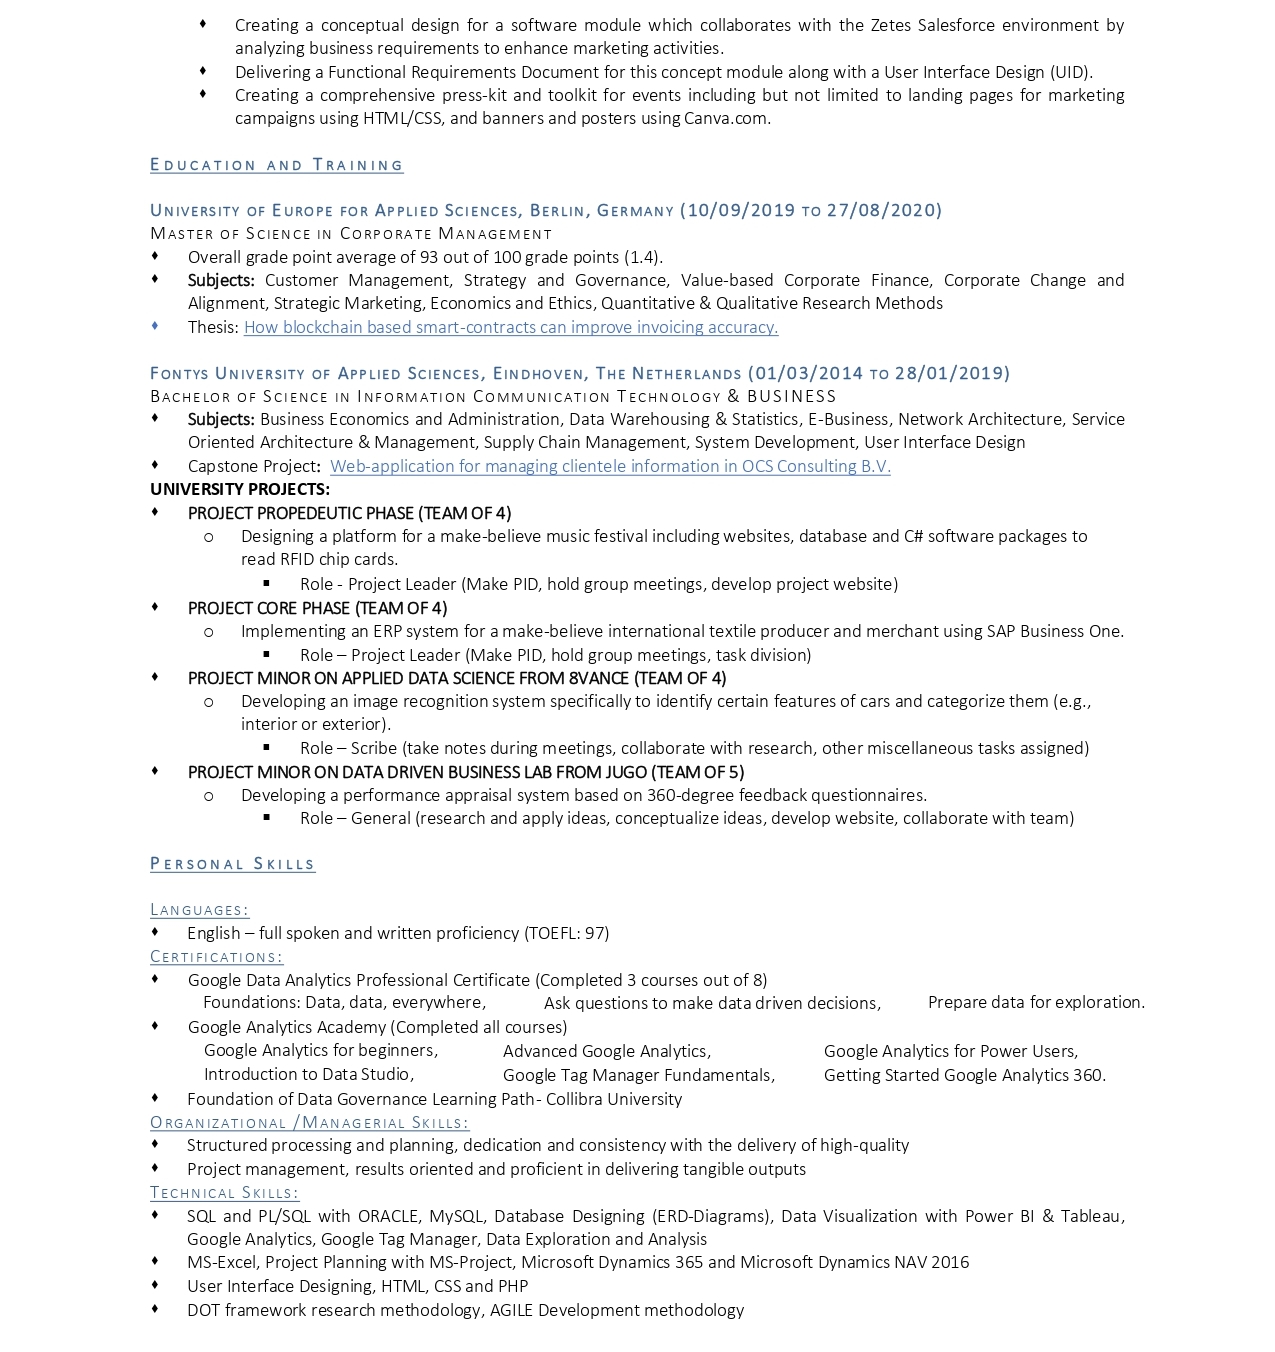 Creating a conceptual design for a software module which collaborates with the Zetes Salesforce environment by
analyzing business requirements to enhance marketing activities.
Delivering a Functional Requirements Document for this concept module along with a User Interface Design (UID).
Creating a comprehensive press-kit and toolkit for events including but not limited to landing pages for marketing
campaigns using HTML/CSS, and banners and posters using Canva.com.
EDUCATION AND TRAINING
UNIVERSITY OF EUROPE FOR APPLIED SCIENCES, BERLIN, GERMANY (10/09/2019 TO 27/08/2020)
MASTER OF SCIENCE IN CORPORATE MANAGEMENT
Overall grade point average of 93 out of 100 grade points (1.4).
Subjects: Customer Management, Strategy and Governance, Value-based Corporate Finance, Corporate Change and
Alignment, Strategic Marketing, Economics and Ethics, Quantitative & Qualitative Research Methods
Thesis: How blockchain based smart-contracts can improve invoicing accuracy.
FONTYS UNIVERSITY OF APPLIED SCIENCES, EINDHOVEN, THE NETHERLANDS (01/03/2014 TO 28/01/2019)
BACHELOR OF SCIENCE IN INFORMATION COMMUNICATION TECHNOLOGY & BUSINESS
Subjects: Business Economics and Administration, Data Warehousing & Statistics, E-Business, Network Architecture, Service
Oriented Architecture & Management, Supply Chain Management, System Development, User Interface Design
Capstone Project: Web-application for managing clientele information in OCS Consulting B.V.
UNIVERSITY PROJECTS:
PROJECT PROPEDEUTIC PHASE (TEAM OF 4)
Designing a platform for a make-believe music festival including websites, database and C# software packages to
read RFID chip cards.
Role - Project Leader (Make PID, hold group meetings, develop project website)
PROJECT CORE PHASE (TEAM OF 4)
Implementing an ERP system for a make-believe international textile producer and merchant using SAP Business One.
Role – Project Leader (Make PID, hold group meetings, task division)
PROJECT MINOR ON APPLIED DATA SCIENCE FROM 8VANCE (TEAM OF 4)
Developing an image recognition system specifically to identify certain features of cars and categorize them (e.g.,
interior or exterior).
Role – Scribe (take notes during meetings, collaborate with research, other miscellaneous tasks assigned)
PROJECT MINOR ON DATA DRIVEN BUSINESS LAB FROM JUGO (TEAM OF 5)
Developing a performance appraisal system based on 360-degree feedback questionnaires.
Role – General (research and apply ideas, conceptualize ideas, develop website, collaborate with team)
PERSONAL SKILLS
LANGUAGES:
English – full spoken and written proficiency (TOEFL: 97)
CERTIFICATIONS:
Google Data Analytics Professional Certificate (Completed 3 courses out of 8)
Foundations: Data, data, everywhere, Ask questions to make data driven decisions, Prepare data for exploration.
Google Analytics Academy (Completed all courses)
Google Analytics for beginners, Advanced Google Analytics, Google Analytics for Power Users,
Introduction to Data Studio, Google Tag Manager Fundamentals, Getting Started Google Analytics 360.
Foundation of Data Governance Learning Path- Collibra University
ORGANIZATIONAL /MANAGERIAL SKILLS:
Structured processing and planning, dedication and consistency with the delivery of high-quality
Project management, results oriented and proficient in delivering tangible outputs
TECHNICAL SKILLS:
SQL and PL/SQL with ORACLE, MySQL, Database Designing (ERD-Diagrams), Data Visualization with Power BI & Tableau,
Google Analytics, Google Tag Manager, Data Exploration and Analysis
MS-Excel, Project Planning with MS-Project, Microsoft Dynamics 365 and Microsoft Dynamics NAV 2016
User Interface Designing, HTML, CSS and PHP
DOT framework research methodology, AGILE Development methodology